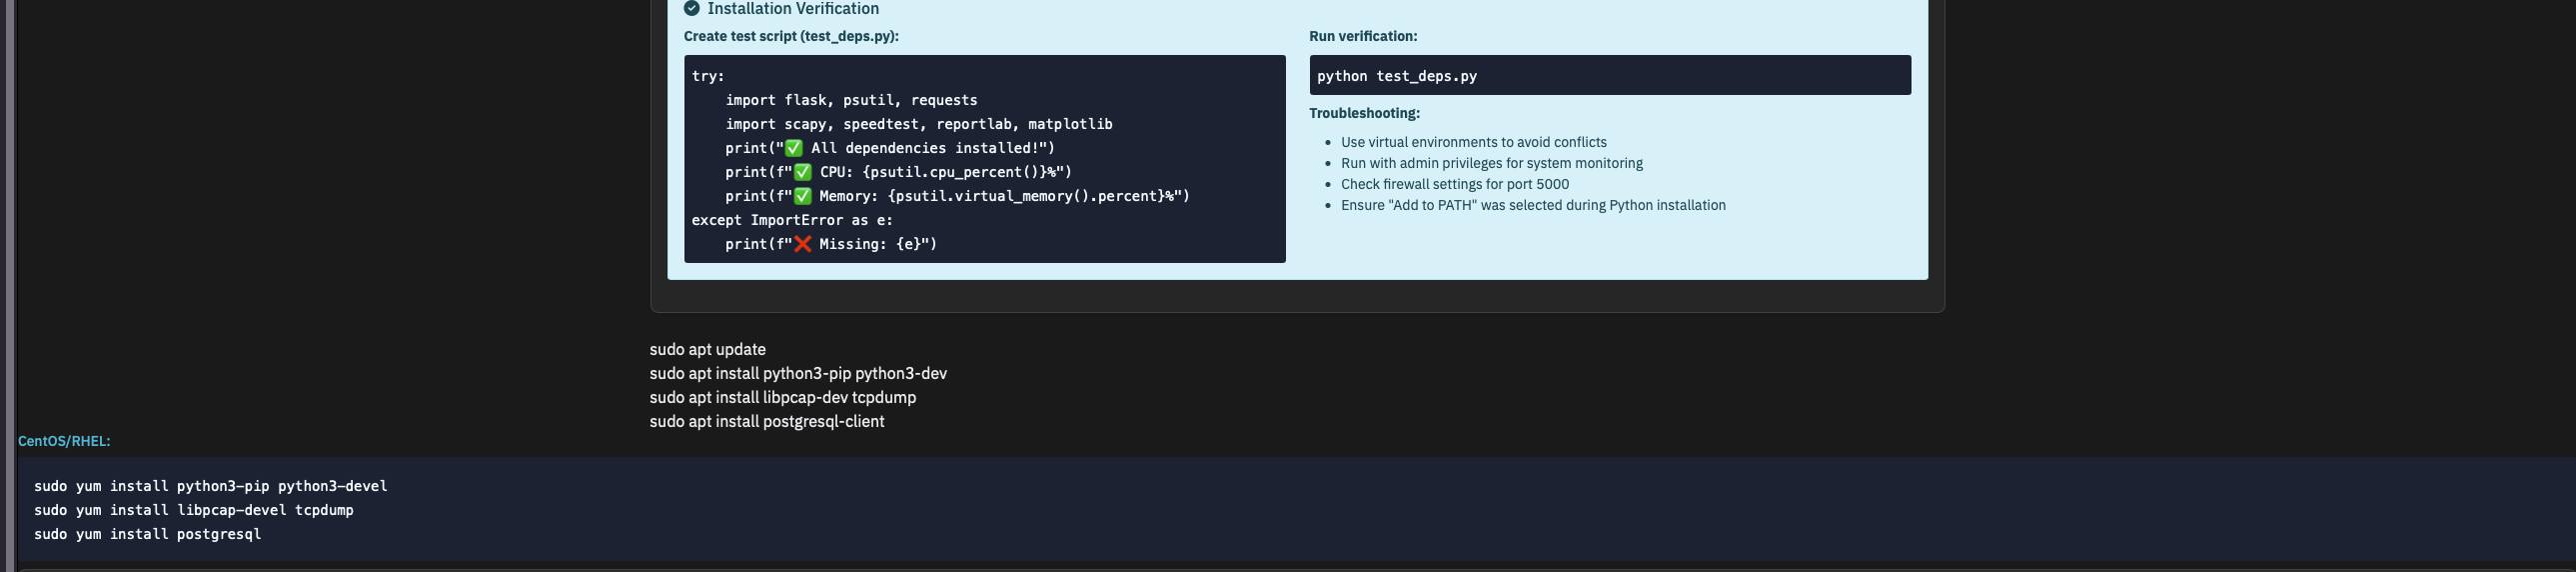 Installation Verification
Create test script (test_deps.py):
try:
    import flask, psutil, requests
    import scapy, speedtest, reportlab, matplotlib
    print("✅ All dependencies installed!")
    print(f"✅ CPU: {psutil.cpu_percent()}%")
    print(f"✅ Memory: {psutil.virtual_memory().percent}%")
except ImportError as e:
    print(f"❌ Missing: {e}")
Run verification:
python test_deps.py
Troubleshooting:
• Use virtual environments to avoid conflicts
• Run with admin privileges for system monitoring
• Check firewall settings for port 5000
• Ensure "Add to PATH" was selected during Python installation
sudo apt update
sudo apt install python3-pip python3-dev
sudo apt install libpcap-dev tcpdump
sudo apt install postgresql-client
CentOS/RHEL:
sudo yum install python3-pip python3-devel
sudo yum install libpcap-devel tcpdump
sudo yum install postgresql